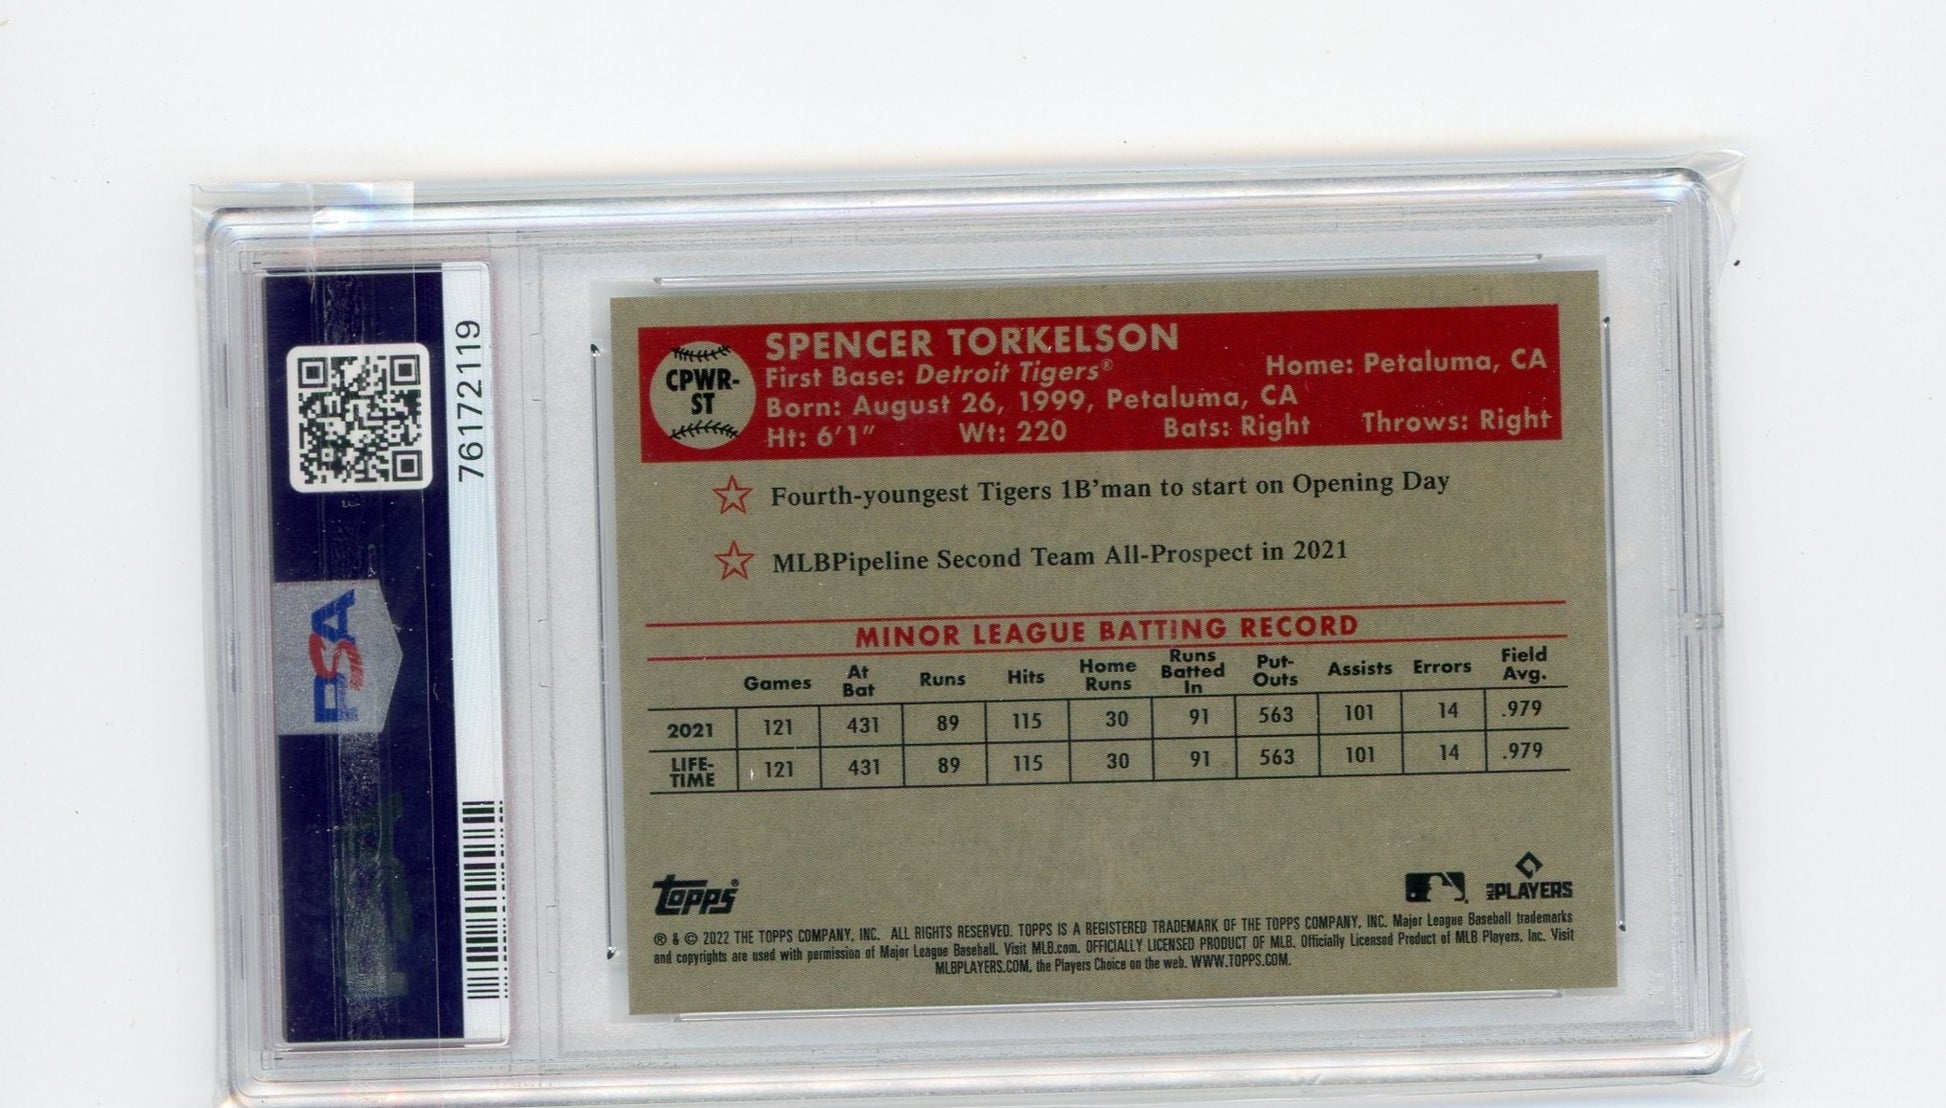 76172119
PSA
CPWR-
ST
SPENCER TORKELSON
First Base: Detroit Tigers®
Home: Petaluma, CA
Born: August 26, 1999, Petaluma, CA
Ht: 6'1" Wt: 220 Bats: Right Throws: Right
☆ Fourth-youngest Tigers 1B'man to start on Opening Day
☆ MLBPipeline Second Team All-Prospect in 2021
MINOR LEAGUE BATTING RECORD
Games At Bat Runs Hits Home Runs Runs Batted In Put-Outs Assists Errors Field Avg.
2021 121 431 89 115 30 91 563 101 14 .979
LIFE-TIME 121 431 89 115 30 91 563 101 14 .979
topps®
PLAYERS
® & © 2022 THE TOPPS COMPANY, INC. ALL RIGHTS RESERVED. TOPPS IS A REGISTERED TRADEMARK OF THE TOPPS COMPANY, INC. Major League Baseball trademarks
and copyrights are used with permission of Major League Baseball. Visit MLB.com. OFFICIALLY LICENSED PRODUCT OF MLB. Officially Licensed Product of MLB Players, Inc. Visit
MLBPLAYERS.COM, the Players Choice on the web. WWW.TOPPS.COM.